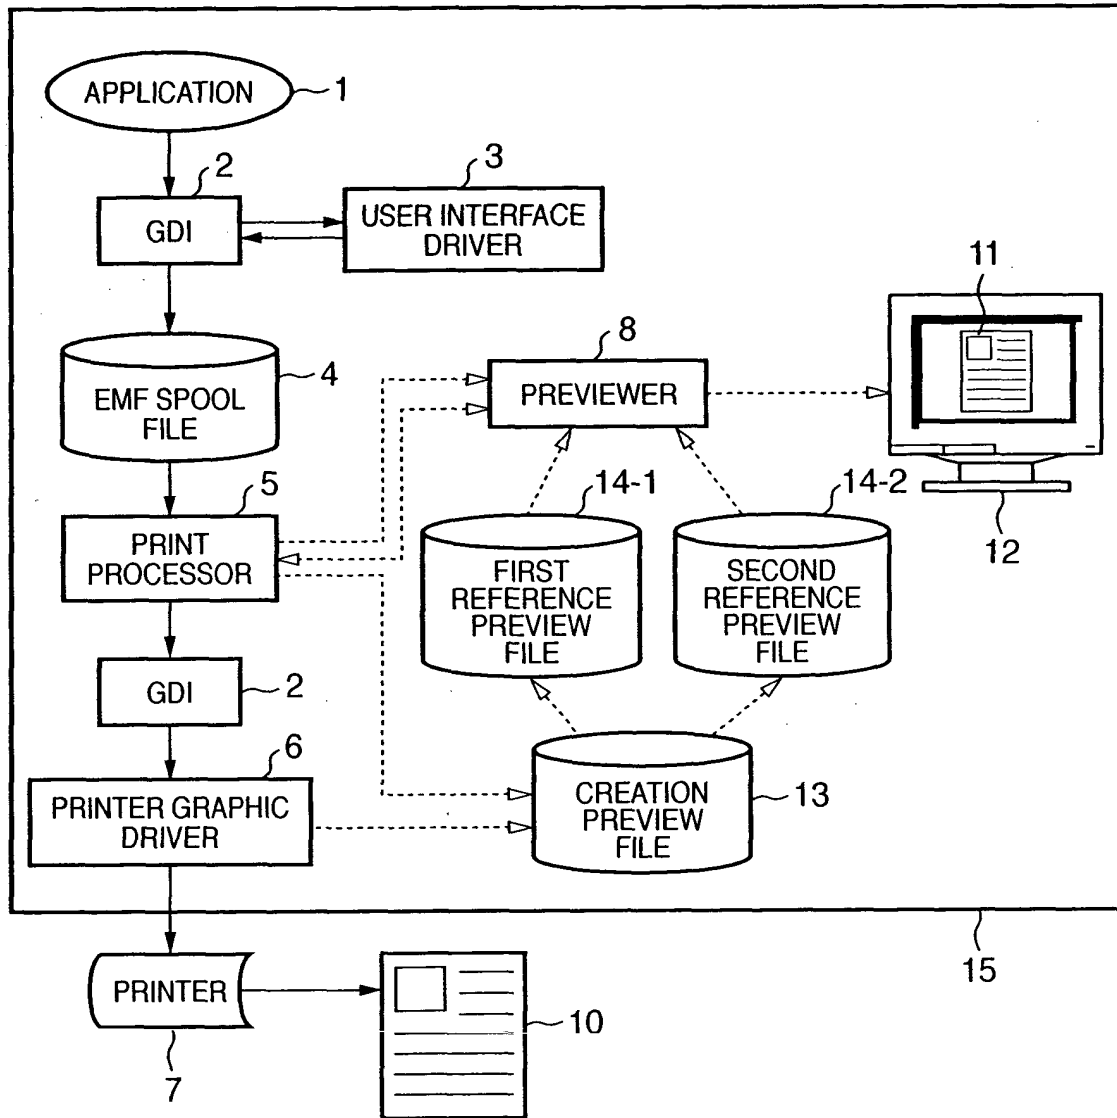 APPLICATION
1
2
GDI
3
USER INTERFACE
DRIVER
EMF SPOOL
FILE
4
8
PREVIEWER
11
12
5
PRINT
PROCESSOR
14-1
FIRST
REFERENCE
PREVIEW
FILE
14-2
SECOND
REFERENCE
PREVIEW
FILE
GDI
2
6
PRINTER GRAPHIC
DRIVER
CREATION
PREVIEW
FILE
13
15
PRINTER
7
10